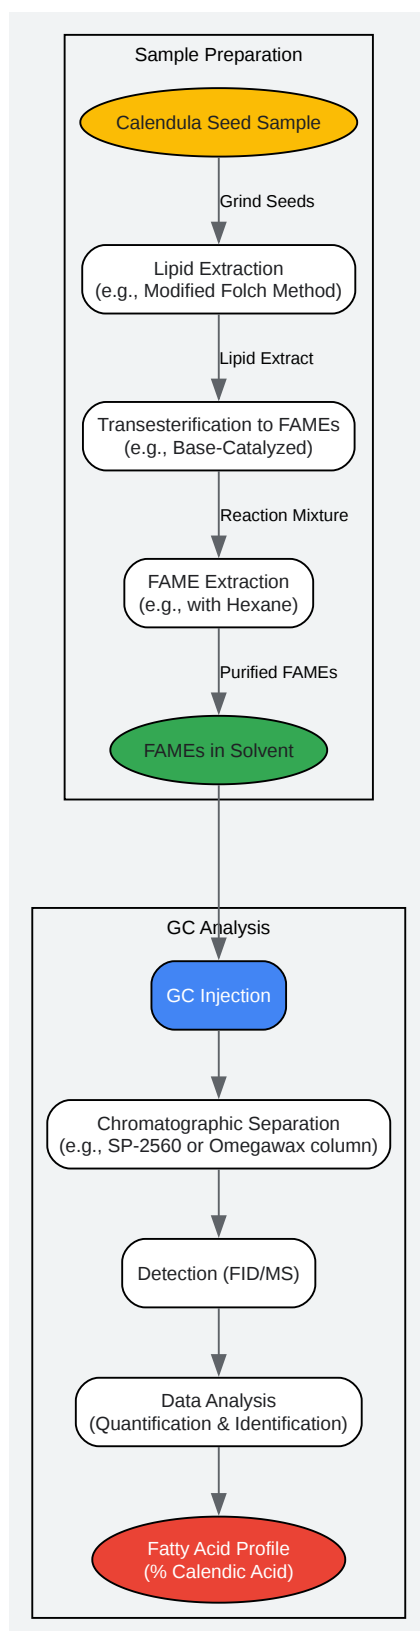 Sample Preparation
Calendula Seed Sample
Grind Seeds
Lipid Extraction
(e.g., Modified Folch Method)
Lipid Extract
Transesterification to FAMEs
(e.g., Base-Catalyzed)
Reaction Mixture
FAME Extraction
(e.g., with Hexane)
Purified FAMEs
FAMEs in Solvent
GC Analysis
GC Injection
Chromatographic Separation
(e.g., SP-2560 or Omegawax column)
Detection (FID/MS)
Data Analysis
(Quantification & Identification)
Fatty Acid Profile
(% Calendic Acid)